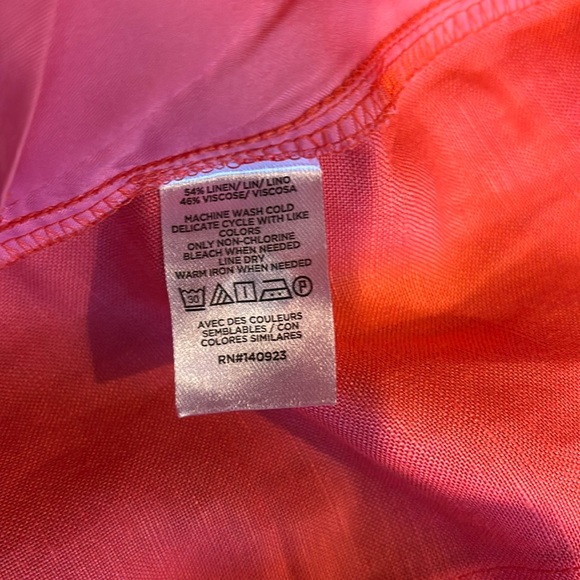 54% LINEN/ LIN/ LINO
46% VISCOSE/ VISCOSA
MACHINE WASH COLD
DELICATE CYCLE WITH LIKE
COLORS
ONLY NON-CHLORINE
BLEACH WHEN NEEDED
LINE DRY
WARM IRON WHEN NEEDED
30 P
AVEC DES COULEURS
SEMBLABLES / CON
COLORES SIMILARES
RN#140923